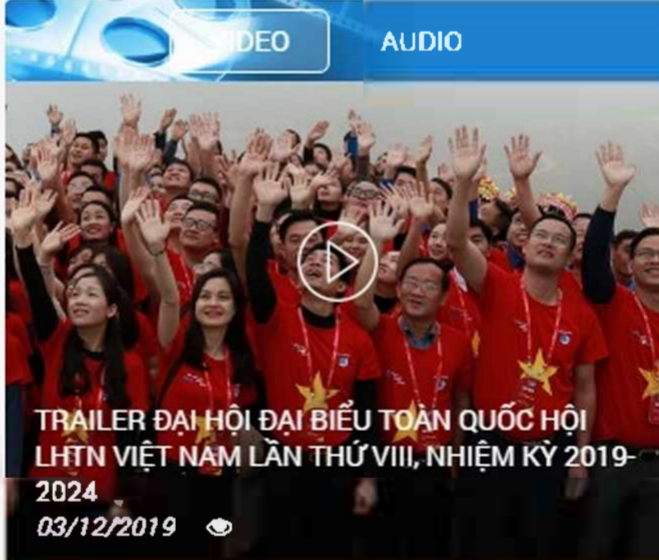 VIDEO
AUDIO
TRAILER ĐẠI HỘI ĐẠI BIỂU TOÀN QUỐC HỘI
LHTN VIỆT NAM LẦN THỨ VIII, NHIỆM KỲ 2019-
2024
03/12/2019